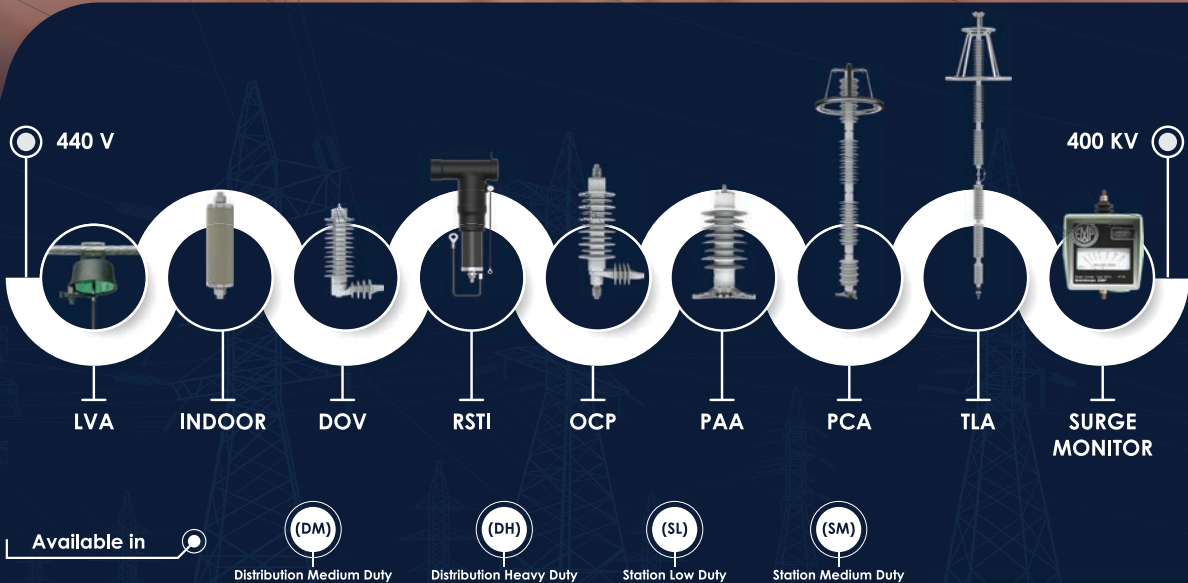 440 V
400 KV
LVA
INDOOR
DOV
RSTI
OCP
PAA
PCA
TLA
SURGE
MONITOR
Available in
(DM)
(DH)
(SL)
(SM)
Distribution Medium Duty
Distribution Heavy Duty
Station Low Duty
Station Medium Duty